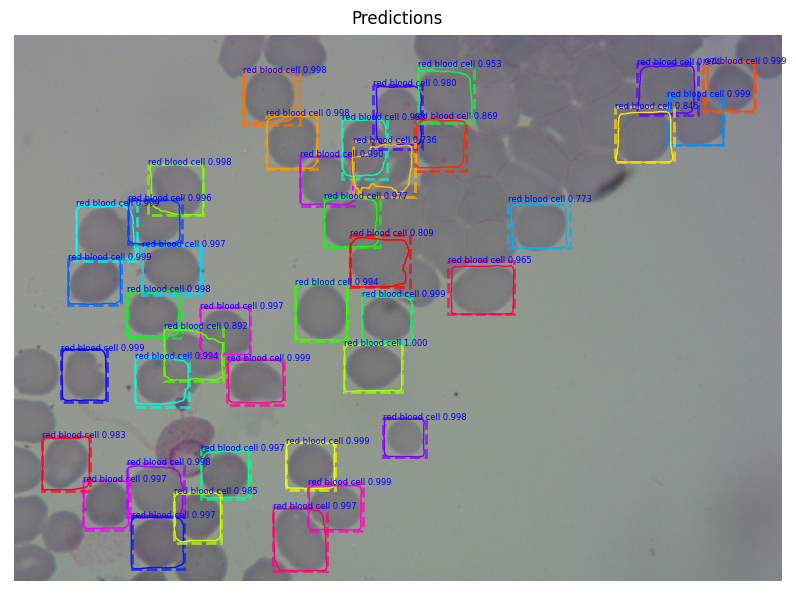 Predictions
red blood cell 0.999
red blood cell 0.953
red blood cell 0.998
red blood cell 0.980
red blood cell 0.999
red blood cell 0.845
red blood cell 0.998
red blood cell 0.869
red blood cell 0.736
red blood cell 0.990
red blood cell 0.998
red blood cell 0.977
red blood cell 0.996
red blood cell 0.773
red blood cell 0.809
red blood cell 0.997
red blood cell 0.999
red blood cell 0.965
red blood cell 0.994
red blood cell 0.998
red blood cell 0.999
red blood cell 0.997
red blood cell 0.892
red blood cell 1.000
red blood cell 0.999
red blood cell 0.994
red blood cell 0.999
red blood cell 0.998
red blood cell 0.983
red blood cell 0.999
red blood cell 0.997
red blood cell 0.998
red blood cell 0.997
red blood cell 0.999
red blood cell 0.985
red blood cell 0.997
red blood cell 0.997